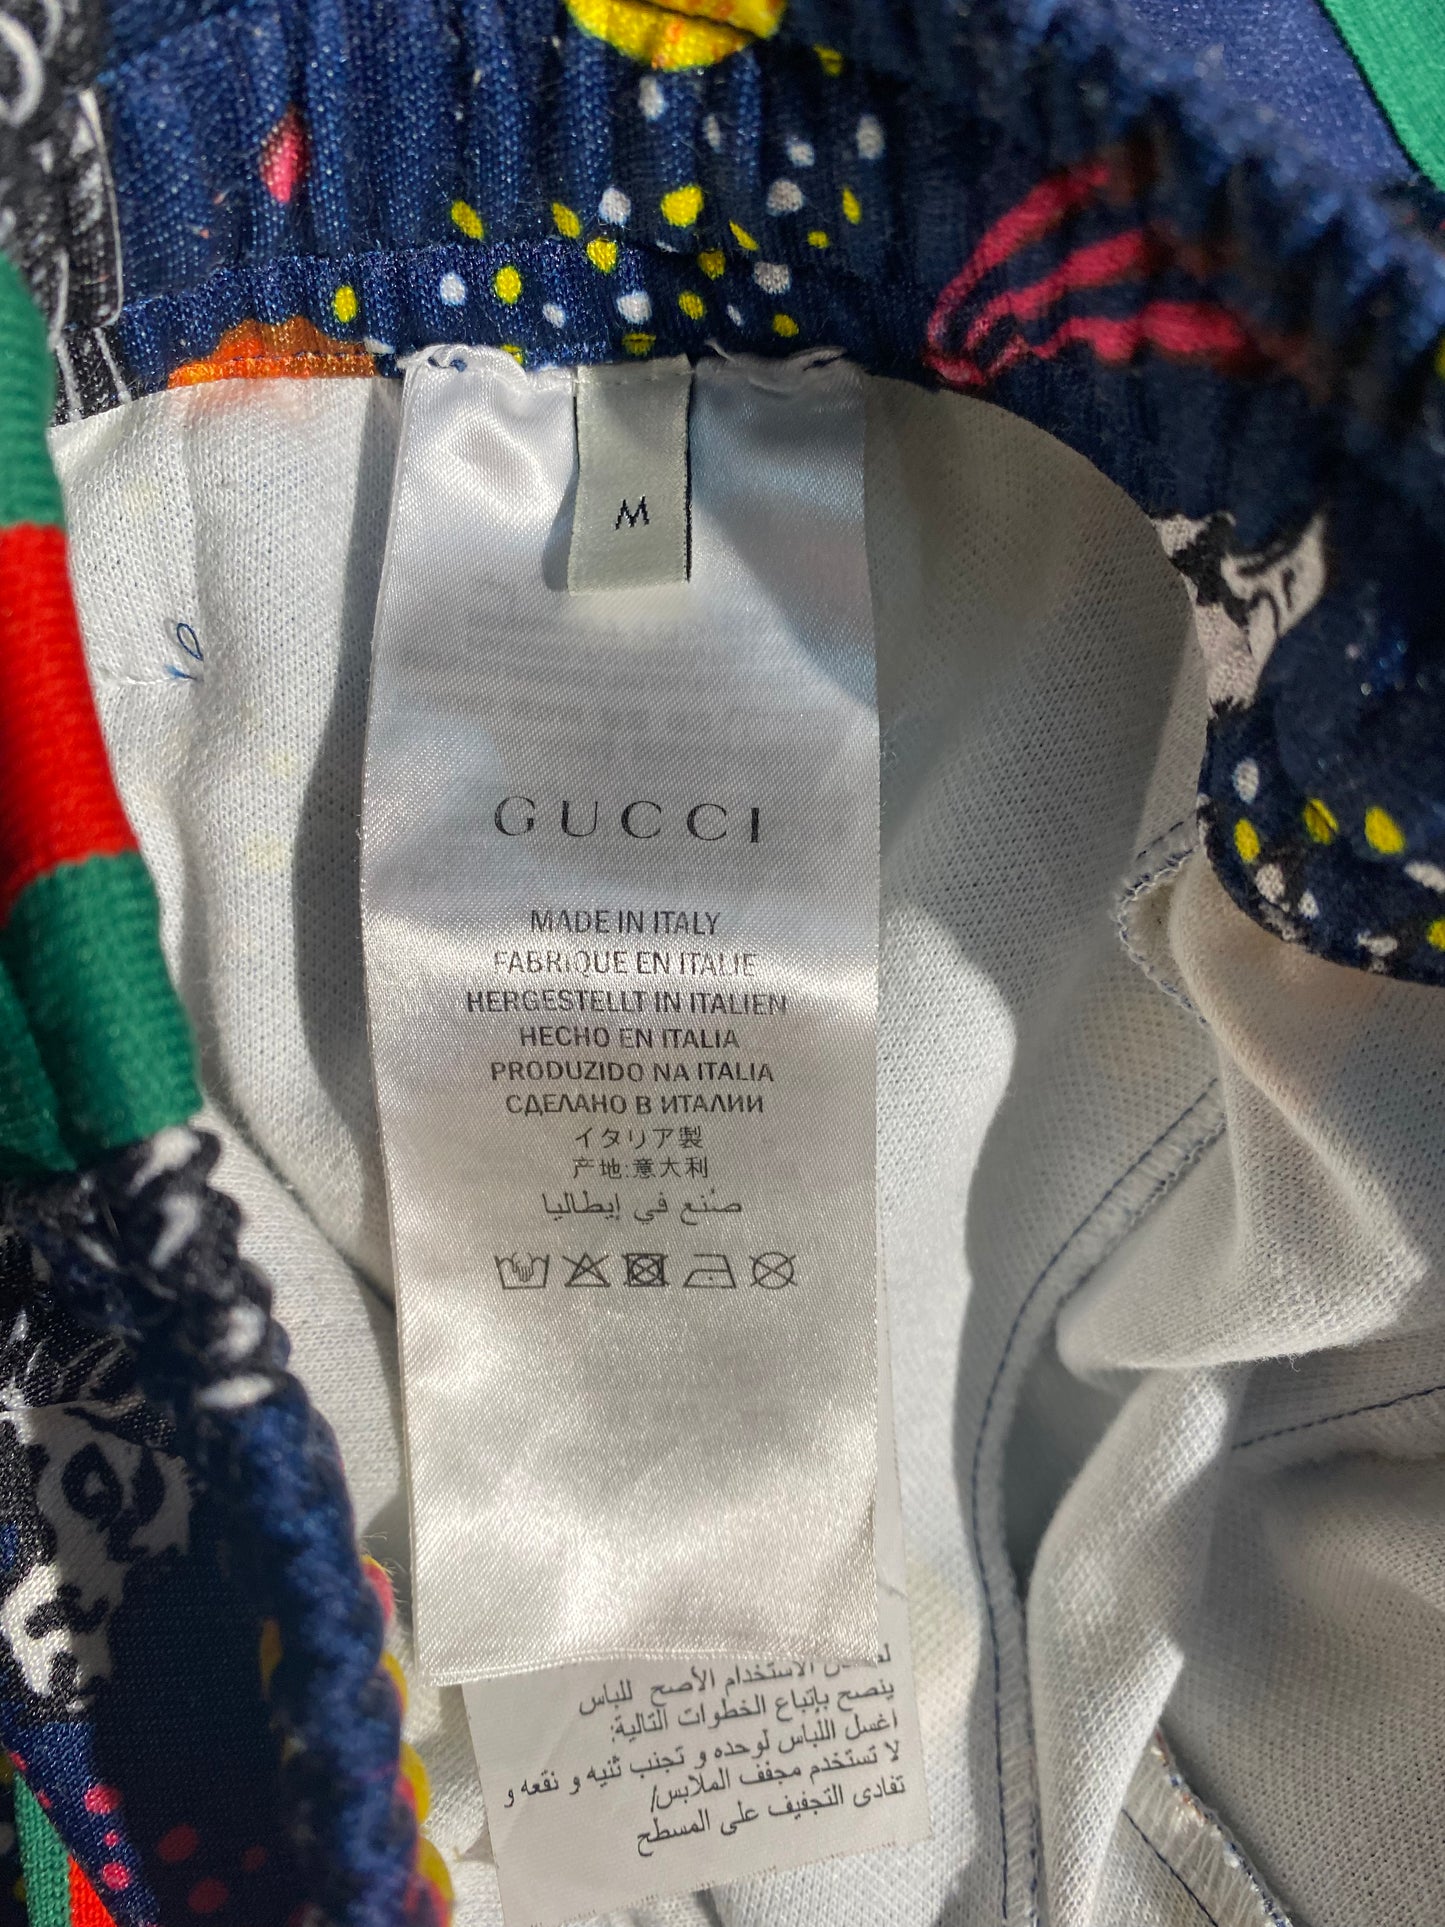 M
GUCCI
MADE IN ITALY
FABRIQUE EN ITALIE
HERGESTELLT IN ITALIEN
HECHO EN ITALIA
PRODUZIDO NA ITALIA
СДЕЛАНО В ИТАЛИИ
イタリア製
产地:意大利
صُنع في إيطاليا
الاستخدام الأصح للباس
ينصح بإتباع الخطوات التالية:
اغسل اللباس لوحده و تجنب ثنيه و نقعه و
لا تستخدم مجفف الملابس/
تفادى التجفيف على المسطح